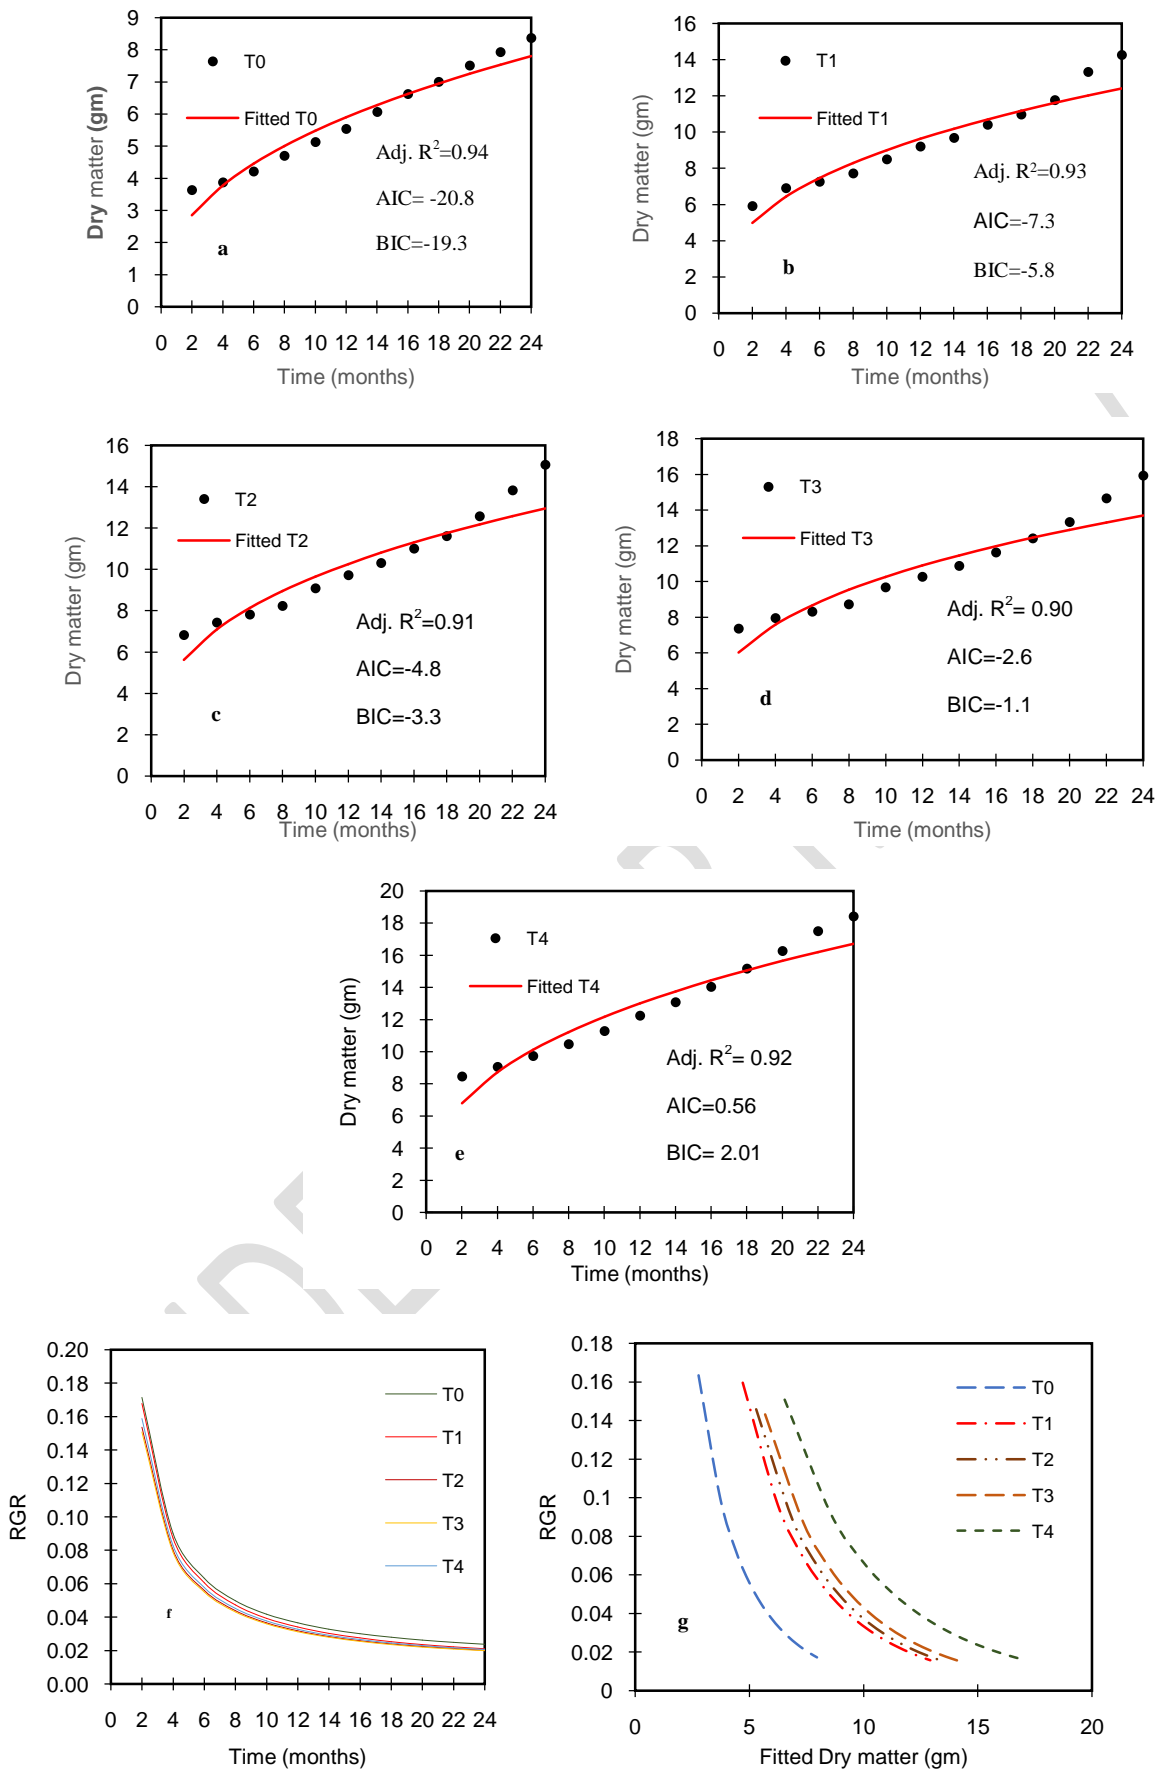 9
8
7
6
5
4
3
2
1
0
Dry matter (gm)
T0
Fitted T0
Adj. R²=0.94
AIC= -20.8
BIC=-19.3
a
0 2 4 6 8 10 12 14 16 18 20 22 24
Time (months)
16
14
12
10
8
6
4
2
0
Dry matter (gm)
T1
Fitted T1
Adj. R²=0.93
AIC=-7.3
BIC=-5.8
b
0 2 4 6 8 10 12 14 16 18 20 22 24
Time (months)
16
14
12
10
8
6
4
2
0
Dry matter (gm)
T2
Fitted T2
Adj. R²=0.91
AIC=-4.8
BIC=-3.3
c
0 2 4 6 8 10 12 14 16 18 20 22 24
Time (months)
18
16
14
12
10
8
6
4
2
0
Dry matter (gm)
T3
Fitted T3
Adj. R²= 0.90
AIC=-2.6
BIC=-1.1
d
0 2 4 6 8 10 12 14 16 18 20 22 24
Time (months)
20
18
16
14
12
10
8
6
4
2
0
Dry matter (gm)
T4
Fitted T4
Adj. R²= 0.92
AIC=0.56
BIC= 2.01
e
0 2 4 6 8 10 12 14 16 18 20 22 24
Time (months)
0.20
0.18
0.16
0.14
0.12
0.10
0.08
0.06
0.04
0.02
0.00
RGR
T0
T1
T2
T3
T4
f
0 2 4 6 8 10 12 14 16 18 20 22 24
Time (months)
0.18
0.16
0.14
0.12
0.1
0.08
0.06
0.04
0.02
0
RGR
T0
T1
T2
T3
T4
g
0 5 10 15 20
Fitted Dry matter (gm)